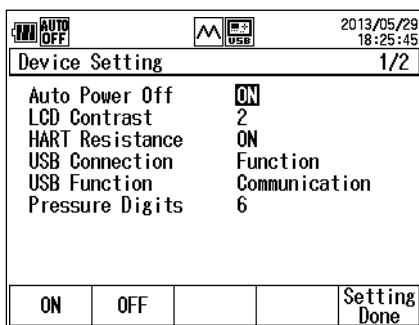 AUTO OFF USB 2013/05/29 18:25:45
Device Setting 1/2
Auto Power Off ON
LCD Contrast 2
HART Resistance ON
USB Connection Function
USB Function Communication
Pressure Digits 6
ON OFF Setting Done